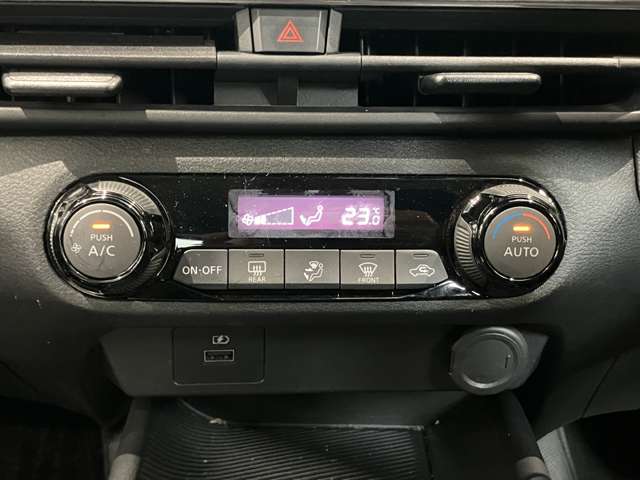 23.0°C
PUSH
A/C
PUSH
AUTO
ON-OFF
REAR
FRONT